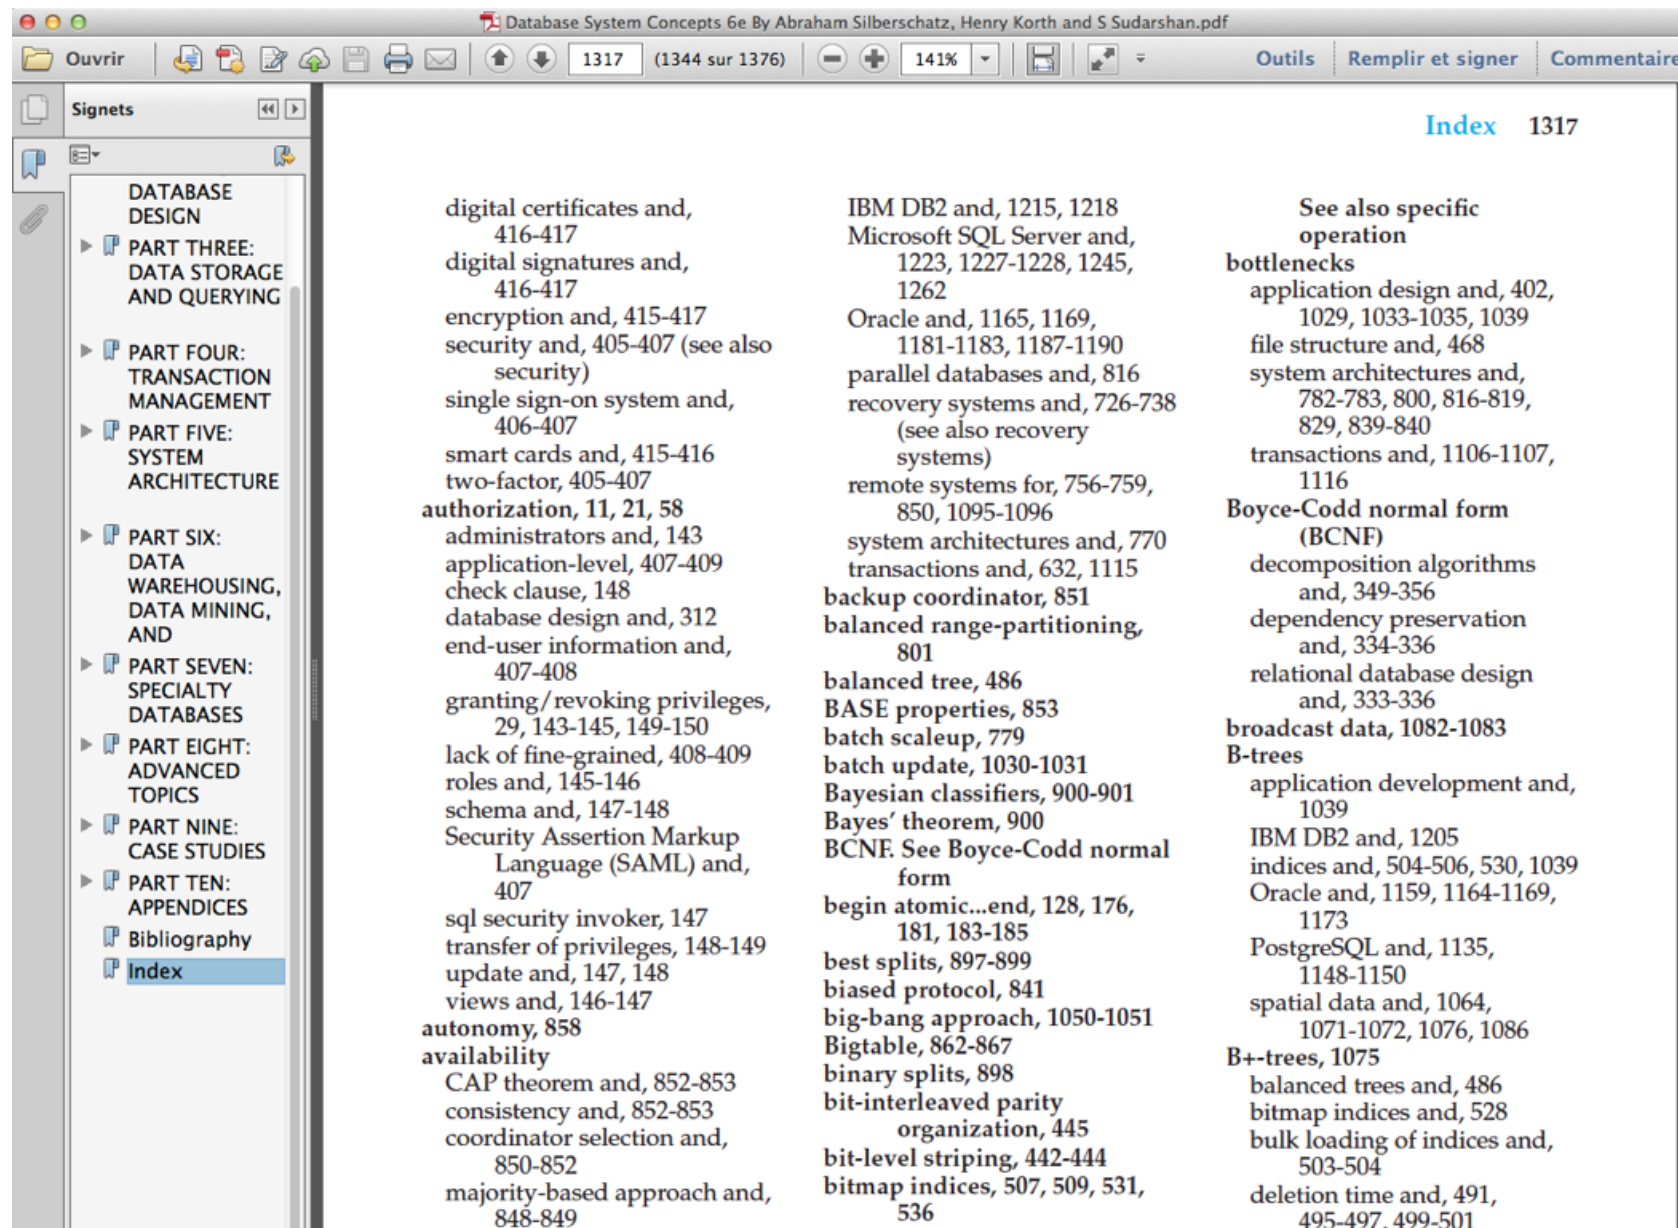 Database System Concepts 6e By Abraham Silberschatz, Henry Korth and S Sudarshan.pdf
Ouvrir
1317
(1344 sur 1376)
141%
Outils
Remplir et signer
Commentaire
Signets
DATABASE
DESIGN
PART THREE:
DATA STORAGE
AND QUERYING
PART FOUR:
TRANSACTION
MANAGEMENT
PART FIVE:
SYSTEM
ARCHITECTURE
PART SIX:
DATA
WAREHOUSING,
DATA MINING,
AND
PART SEVEN:
SPECIALTY
DATABASES
PART EIGHT:
ADVANCED
TOPICS
PART NINE:
CASE STUDIES
PART TEN:
APPENDICES
Bibliography
Index
Index 1317
digital certificates and,
416-417
digital signatures and,
416-417
encryption and, 415-417
security and, 405-407 (see also
security)
single sign-on system and,
406-407
smart cards and, 415-416
two-factor, 405-407
authorization, 11, 21, 58
administrators and, 143
application-level, 407-409
check clause, 148
database design and, 312
end-user information and,
407-408
granting/revoking privileges,
29, 143-145, 149-150
lack of fine-grained, 408-409
roles and, 145-146
schema and, 147-148
Security Assertion Markup
Language (SAML) and,
407
sql security invoker, 147
transfer of privileges, 148-149
update and, 147, 148
views and, 146-147
autonomy, 858
availability
CAP theorem and, 852-853
consistency and, 852-853
coordinator selection and,
850-852
majority-based approach and,
848-849
IBM DB2 and, 1215, 1218
Microsoft SQL Server and,
1223, 1227-1228, 1245,
1262
Oracle and, 1165, 1169,
1181-1183, 1187-1190
parallel databases and, 816
recovery systems and, 726-738
(see also recovery
systems)
remote systems for, 756-759,
850, 1095-1096
system architectures and, 770
transactions and, 632, 1115
backup coordinator, 851
balanced range-partitioning,
801
balanced tree, 486
BASE properties, 853
batch scaleup, 779
batch update, 1030-1031
Bayesian classifiers, 900-901
Bayes' theorem, 900
BCNF. See Boyce-Codd normal
form
begin atomic...end, 128, 176,
181, 183-185
best splits, 897-899
biased protocol, 841
big-bang approach, 1050-1051
Bigtable, 862-867
binary splits, 898
bit-interleaved parity
organization, 445
bit-level striping, 442-444
bitmap indices, 507, 509, 531,
536
See also specific
operation
bottlenecks
application design and, 402,
1029, 1033-1035, 1039
file structure and, 468
system architectures and,
782-783, 800, 816-819,
829, 839-840
transactions and, 1106-1107,
1116
Boyce-Codd normal form
(BCNF)
decomposition algorithms
and, 349-356
dependency preservation
and, 334-336
relational database design
and, 333-336
broadcast data, 1082-1083
B-trees
application development and,
1039
IBM DB2 and, 1205
indices and, 504-506, 530, 1039
Oracle and, 1159, 1164-1169,
1173
PostgreSQL and, 1135,
1148-1150
spatial data and, 1064,
1071-1072, 1076, 1086
B+-trees, 1075
balanced trees and, 486
bitmap indices and, 528
bulk loading of indices and,
503-504
deletion time and, 491,
495-497, 499-501